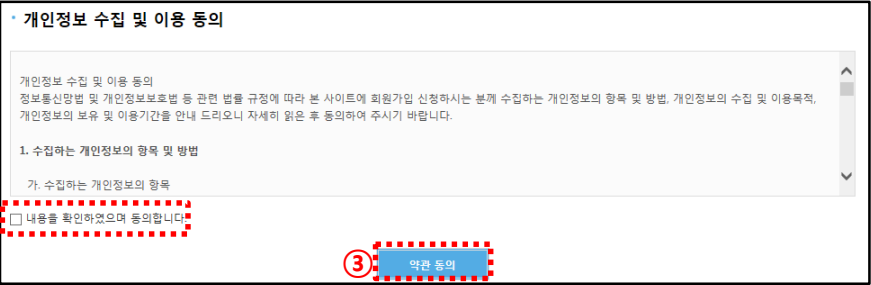 개인정보 수집 및 이용 동의
개인정보 수집 및 이용 동의
정보통신망법 및 개인정보보호법 등 관련 법률 규정에 따라 본 사이트에 회원가입 신청하시는 분께 수집하는 개인정보의 항목 및 방법, 개인정보의 수집 및 이용목적,
개인정보의 보유 및 이용기간을 안내 드리오니 자세히 읽은 후 동의하여 주시기 바랍니다.
1. 수집하는 개인정보의 항목 및 방법
가. 수집하는 개인정보의 항목
내용을 확인하였으며 동의합니다.
③ 약관 동의